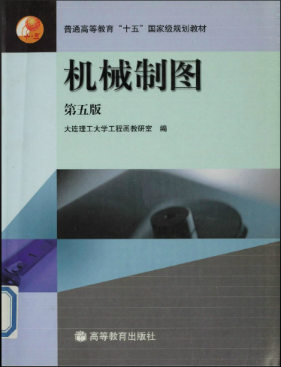 普通高等教育“十五”国家级规划教材
机械制图
第五版
大连理工大学工程画教研室 编
高等教育出版社